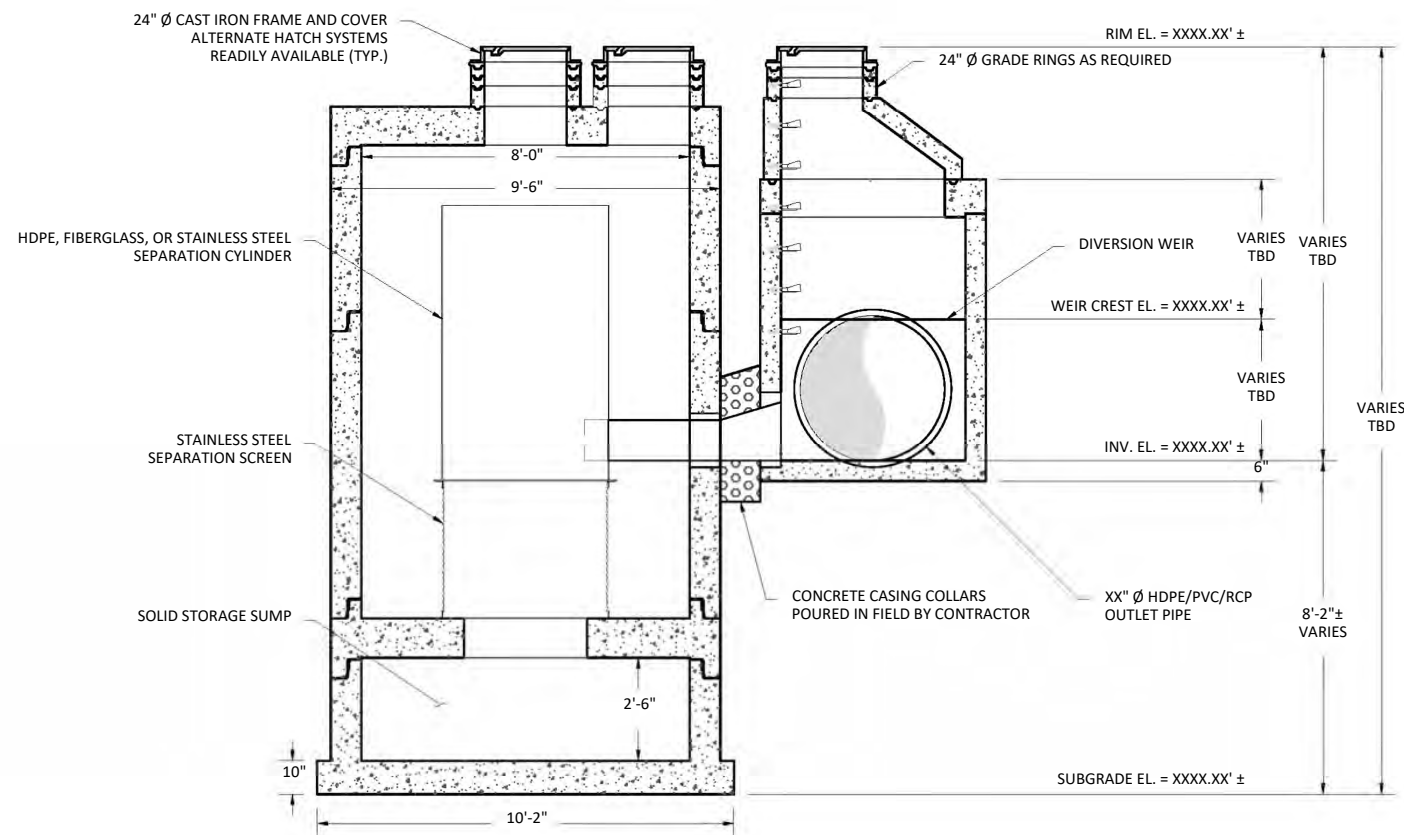 24" Ø CAST IRON FRAME AND COVER
ALTERNATE HATCH SYSTEMS
READILY AVAILABLE (TYP.)
RIM EL. = XXXX.XX' ±
24" Ø GRADE RINGS AS REQUIRED
8'-0"
9'-6"
HDPE, FIBERGLASS, OR STAINLESS STEEL
SEPARATION CYLINDER
DIVERSION WEIR
VARIES
TBD
VARIES
TBD
WEIR CREST EL. = XXXX.XX' ±
VARIES
TBD
VARIES
TBD
STAINLESS STEEL
SEPARATION SCREEN
INV. EL. = XXXX.XX' ±
6"
CONCRETE CASING COLLARS
POURED IN FIELD BY CONTRACTOR
XX" Ø HDPE/PVC/RCP
OUTLET PIPE
SOLID STORAGE SUMP
8'-2"±
VARIES
2'-6"
10"
SUBGRADE EL. = XXXX.XX' ±
10'-2"